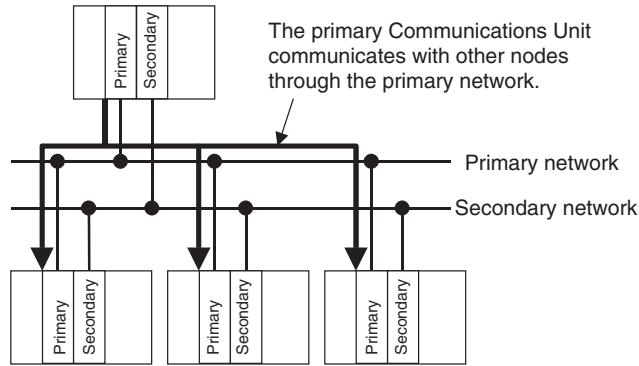 The primary Communications Unit
communicates with other nodes
through the primary network.
Primary
Secondary
Primary network
Secondary network
Primary
Secondary
Primary
Secondary
Primary
Secondary